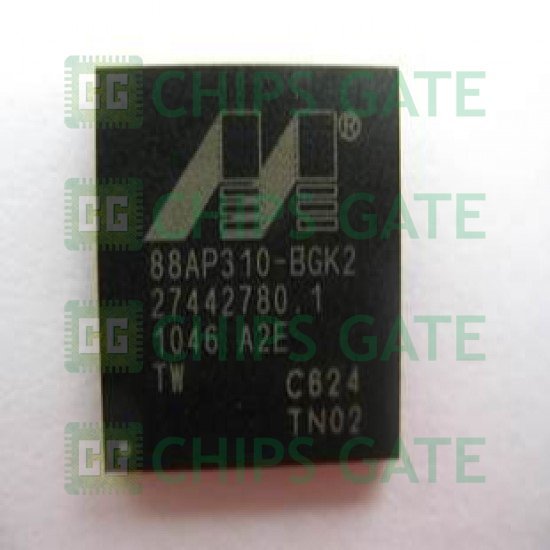 CHIPS GATE
®
CHIPS GATE
88AP310-BGK2
27442780.1
CHIPS GATE
1046 A2E
TW C624
TN02
CHIPS GATE